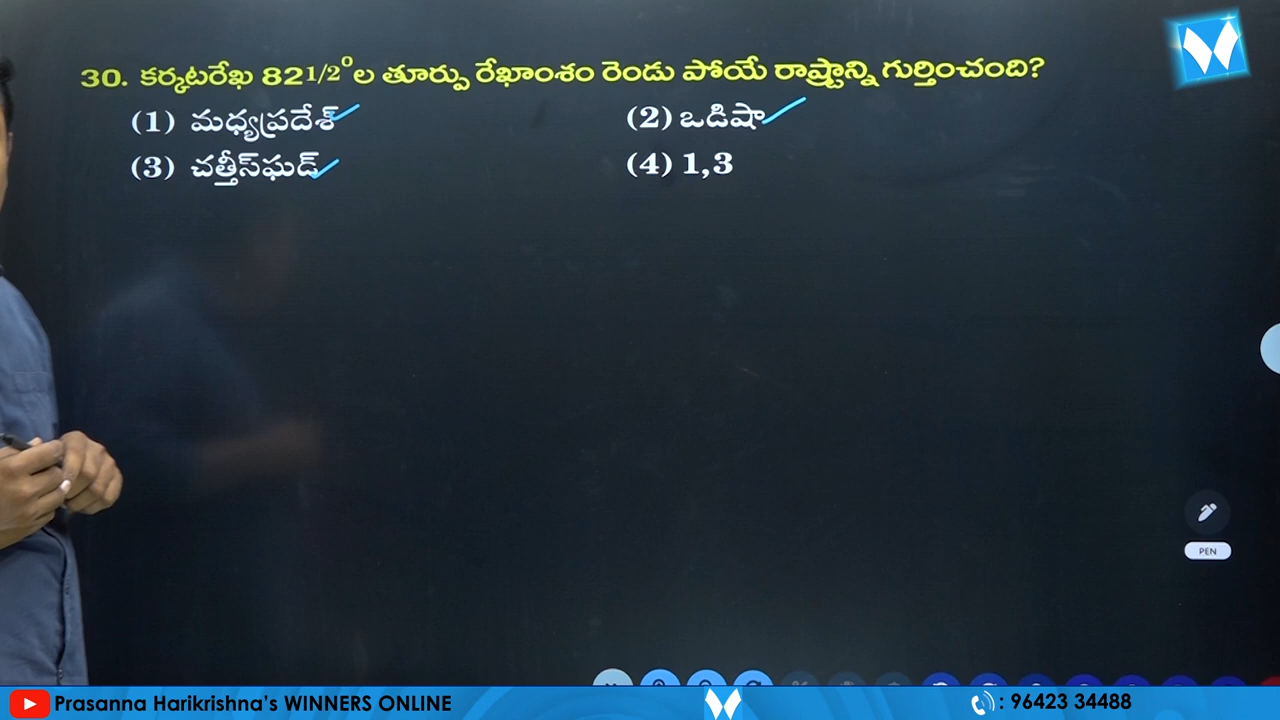 30. కర్కటరేఖ 82 1/2⁰ల తూర్పు రేఖాంశం రెండు పోయే రాష్ట్రాన్ని గుర్తించండి?
(1) మధ్యప్రదేశ్ (2) ఒడిషా
(3) చత్తీస్‌ఘడ్ (4) 1,3
PEN
Prasanna Harikrishna's WINNERS ONLINE : 96423 34488